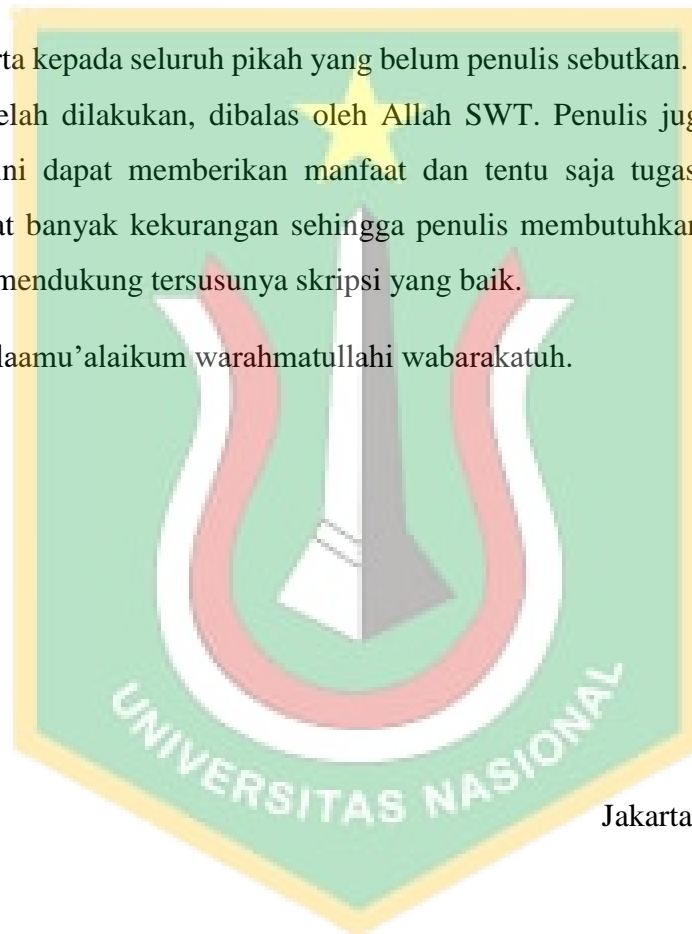 rta kepada seluruh pikah yang belum penulis sebutkan.
elah dilakukan, dibalas oleh Allah SWT. Penulis jug
ini dapat memberikan manfaat dan tentu saja tugas
at banyak kekurangan sehingga penulis membutuhkan
mendukung tersusunya skripsi yang baik.
laamu’alaikum warahmatullahi wabarakatuh.
UNIVERSITAS NASIONAL
Jakarta